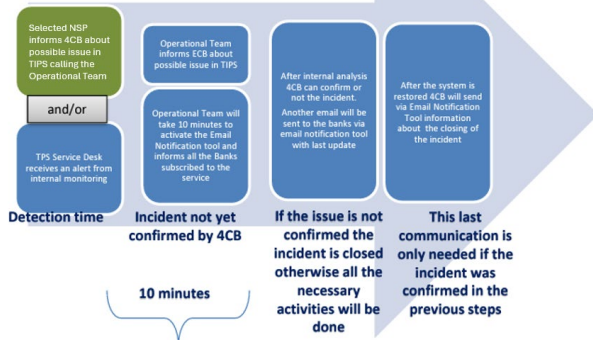 Selected NSP
informs 4CB about
possible issue in
TIPS calling the
Operational Team
and/or
TPS Service Desk
receives an alert from
internal monitoring
Detection time
Operational Team
informs ECB about
possible issue in TIPS
Operational Team will
take 10 minutes to
activate the Email
Notification tool and
informs all the Banks
subscribed to the
service
Incident not yet
confirmed by 4CB
10 minutes
After internal analysis
4CB can confirm or
not the incident.
Another email will be
sent to the banks via
email notification tool
with last update
If the issue is not
confirmed the
incident is closed
otherwise all the
necessary
activities will be
done
After the system is
restored 4CB will send
via Email Notification
Tool information
about the closing of
the incident
This last
communication is
only needed if the
incident was
confirmed in the
previous steps